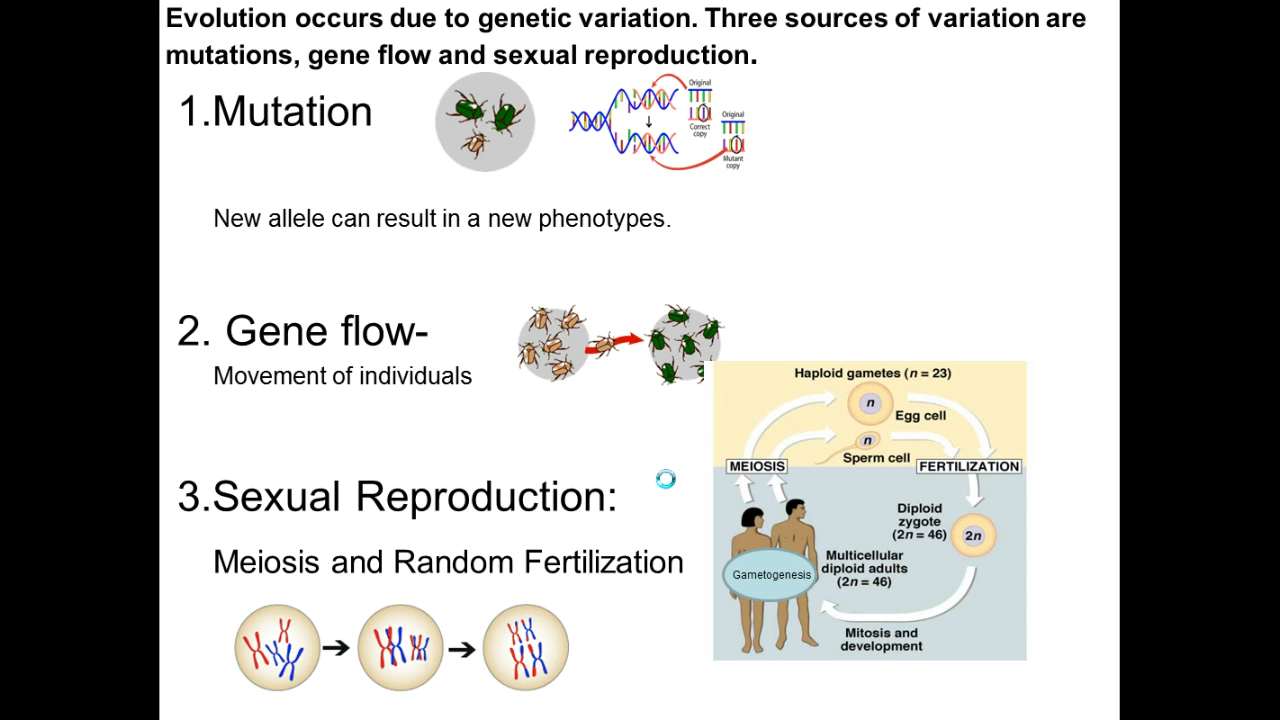 Evolution occurs due to genetic variation. Three sources of variation are
mutations, gene flow and sexual reproduction.
1.Mutation
Original
Correct
copy
Original
Mutant
copy
New allele can result in a new phenotypes.
2. Gene flow-
Movement of individuals
Haploid gametes (n = 23)
n
Egg cell
n
Sperm cell
MEIOSIS
FERTILIZATION
3.Sexual Reproduction:
Meiosis and Random Fertilization
Diploid
zygote
(2n = 46)
2n
Multicellular
diploid adults
(2n = 46)
Gametogenesis
Mitosis and
development